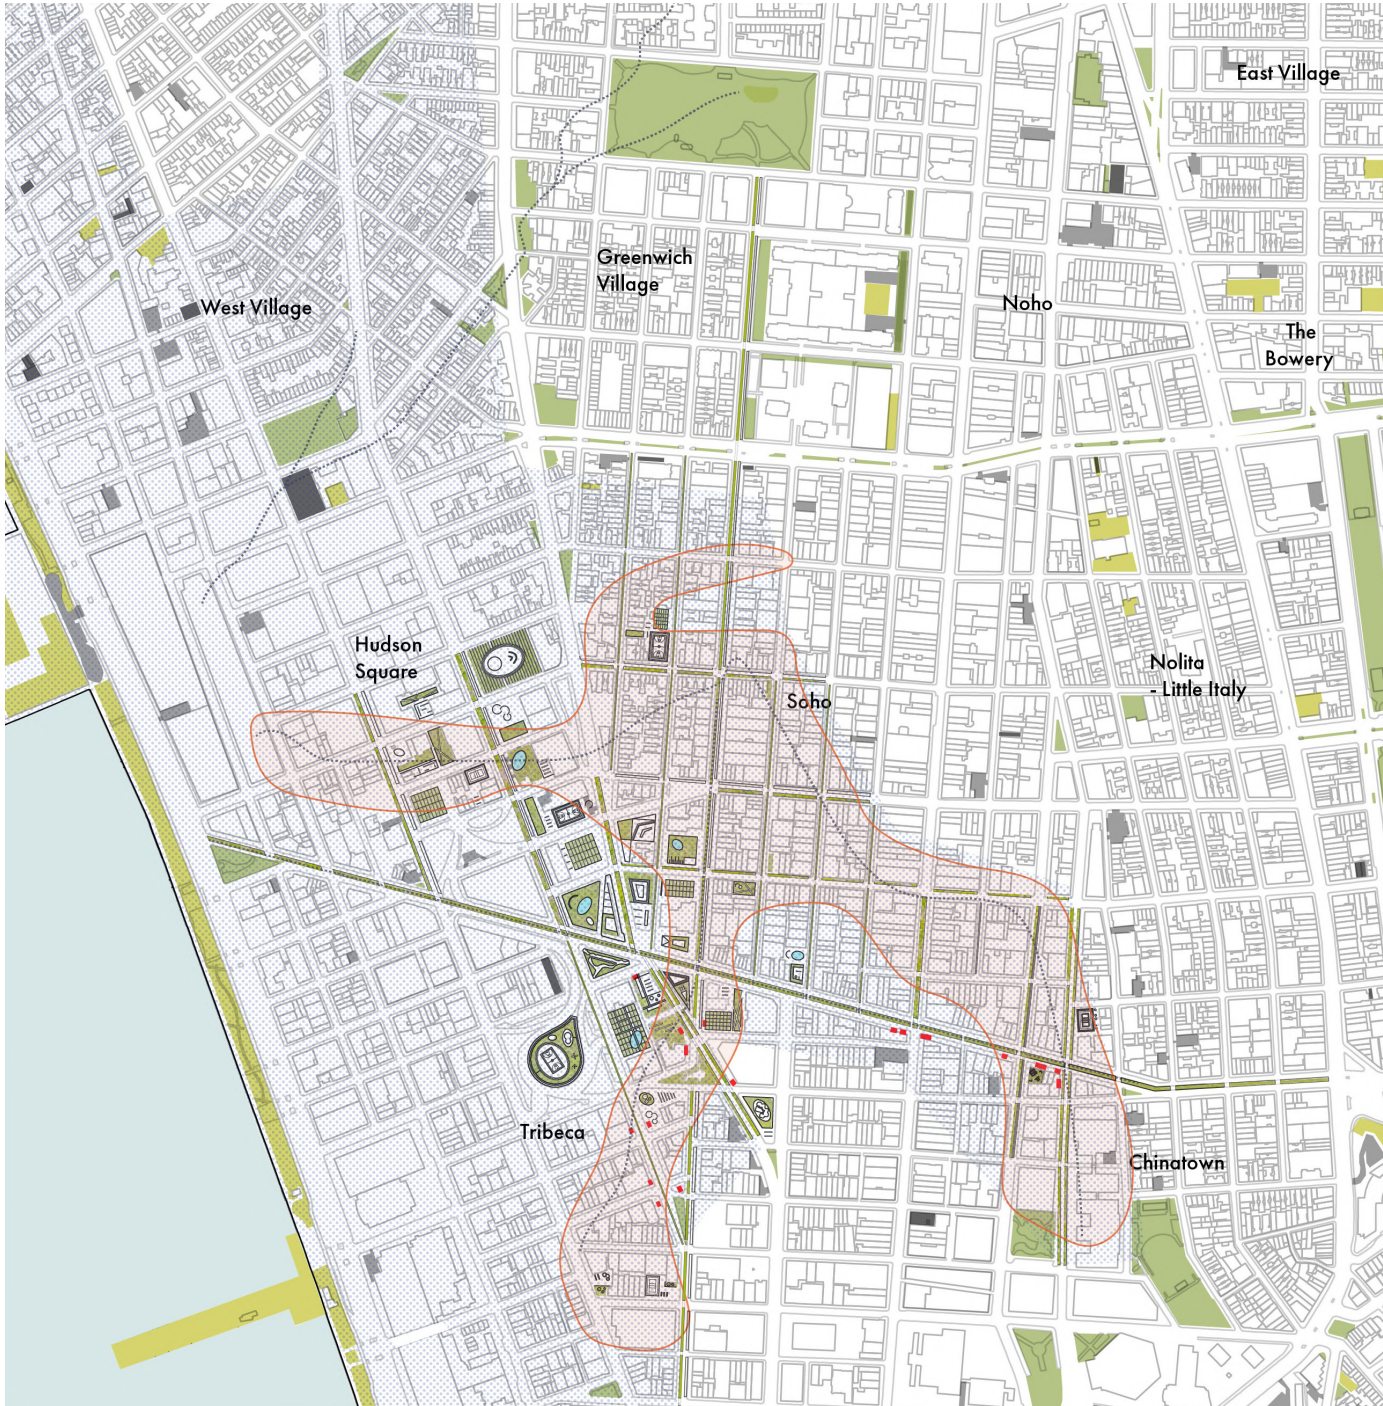 East Village
Greenwich
Village
West Village
Noho
The
Bowery
Hudson
Square
Nolita
- Little Italy
Soho
Tribeca
Chinatown